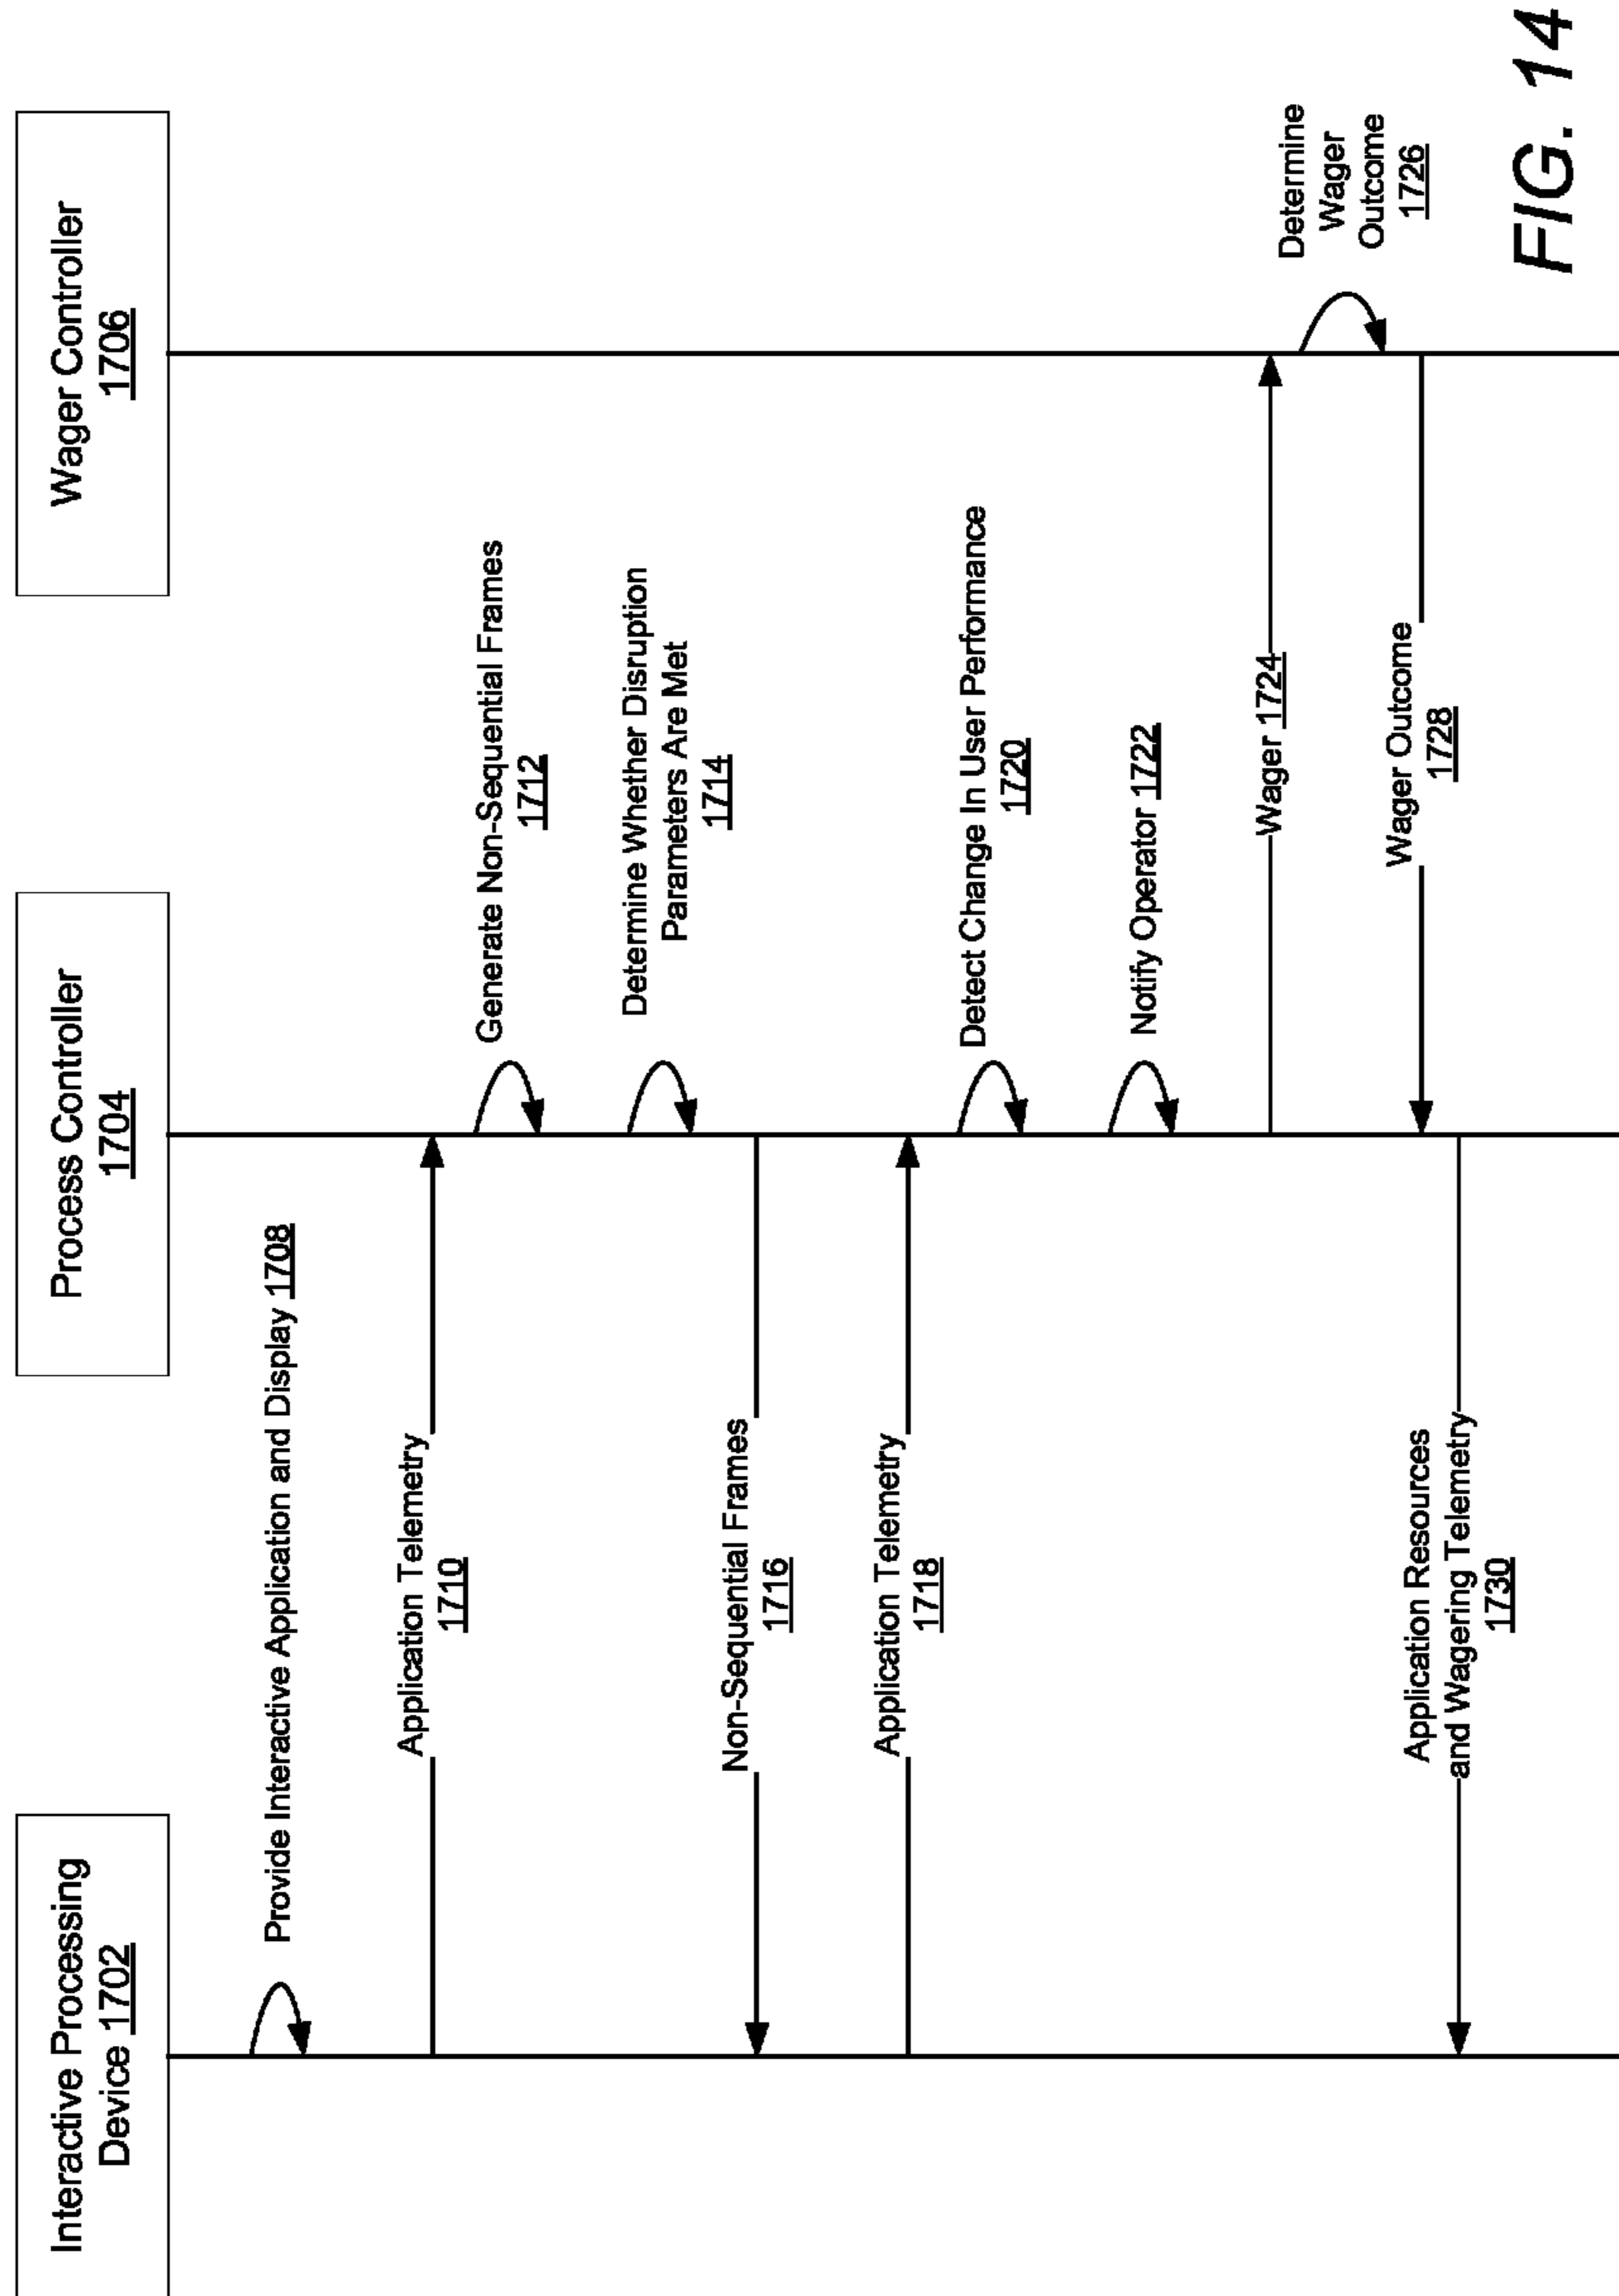 Interactive Processing
Device 1702
Process Controller
1704
Wager Controller
1706
Provide Interactive Application and Display 1708
Application Telemetry
1710
Generate Non-Sequential Frames
1712
Determine Whether Disruption
Parameters Are Met
1714
Non-Sequential Frames
1716
Application Telemetry
1718
Detect Change In User Performance
1720
Notify Operator 1722
Wager 1724
Determine
Wager
Outcome
1726
Wager Outcome
1728
Application Resources
and Wagering Telemetry
1730
FIG. 14